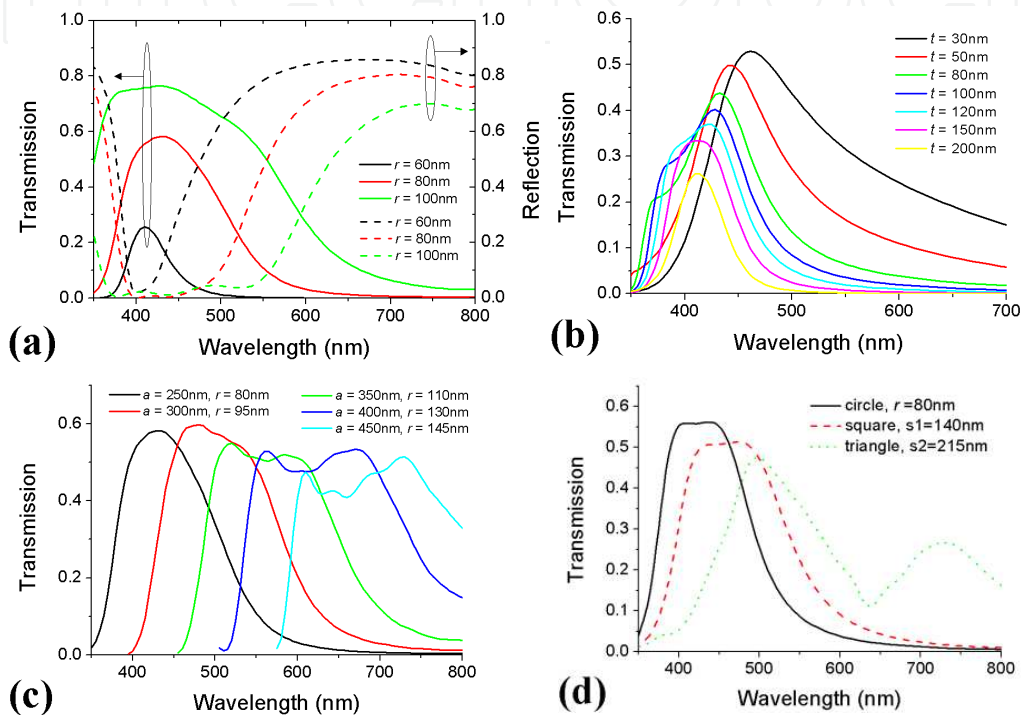 1.0
0.8
0.6
0.4
0.2
0.0
Transmission
400 500 600 700 800
Wavelength (nm)
1.0
0.8
0.6
0.4
0.2
0.0
Reflection
r = 60nm
r = 80nm
r = 100nm
r = 60nm
r = 80nm
r = 100nm
(a)
0.6
0.5
0.4
0.3
0.2
0.1
0.0
Transmission
400 500 600 700
Wavelength (nm)
t = 30nm
t = 50nm
t = 80nm
t = 100nm
t = 120nm
t = 150nm
t = 200nm
(b)
0.6
0.4
0.2
0.0
Transmission
400 500 600 700 800
Wavelength (nm)
a = 250nm, r = 80nm
a = 300nm, r = 95nm
a = 350nm, r = 110nm
a = 400nm, r = 130nm
a = 450nm, r = 145nm
(c)
0.6
0.5
0.4
0.3
0.2
0.1
0.0
Transmission
400 500 600 700 800
Wavelength (nm)
circle, r =80nm
square, s1=140nm
triangle, s2=215nm
(d)